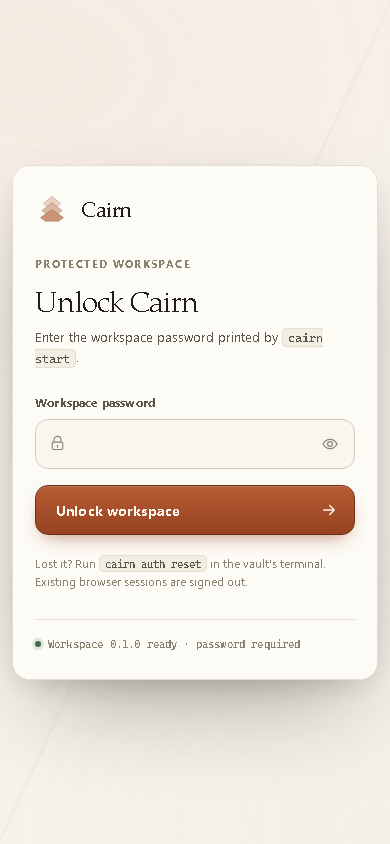 Cairn
PROTECTED WORKSPACE
Unlock Cairn
Enter the workspace password printed by cairn
start.
Workspace password
Unlock workspace →
Lost it? Run cairn auth reset in the vault's terminal.
Existing browser sessions are signed out.
Workspace 0.1.0 ready · password required